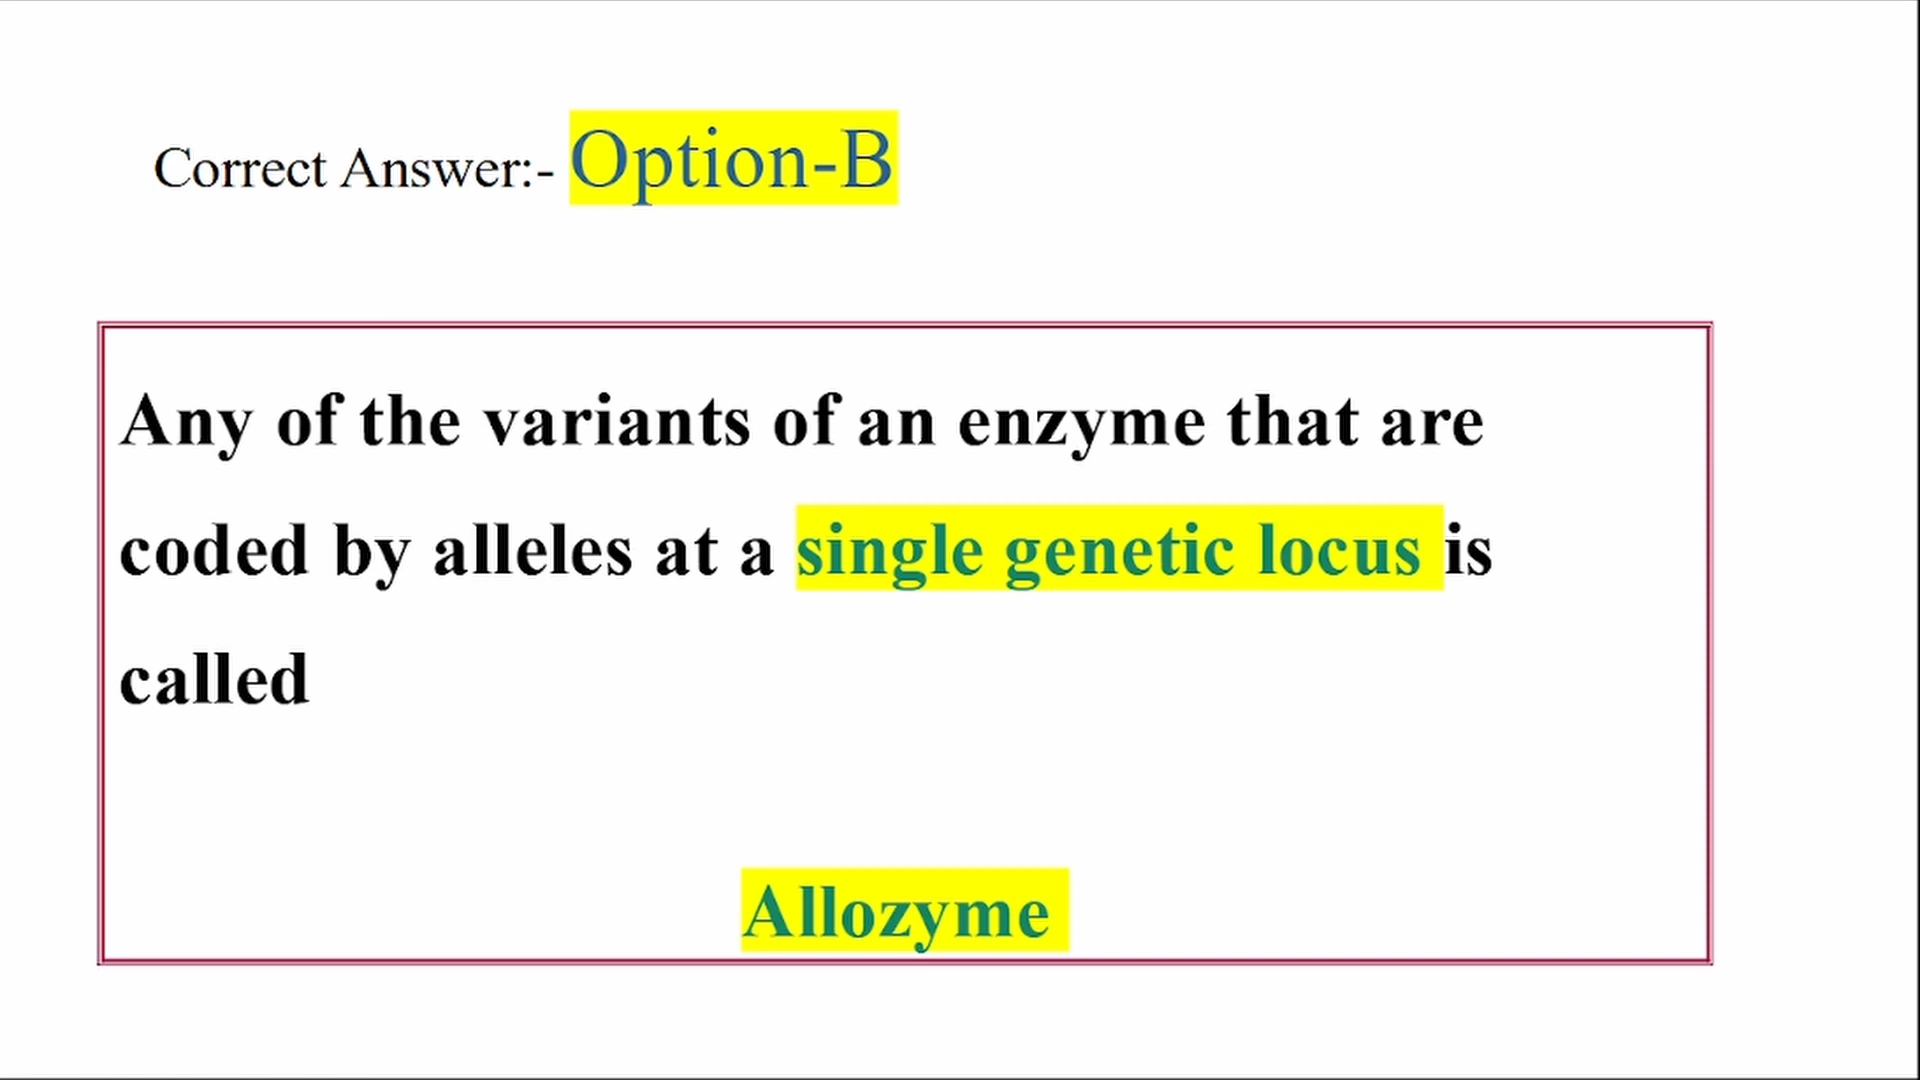 Correct Answer:- Option-B
Any of the variants of an enzyme that are
coded by alleles at a single genetic locus is
called
Allozyme